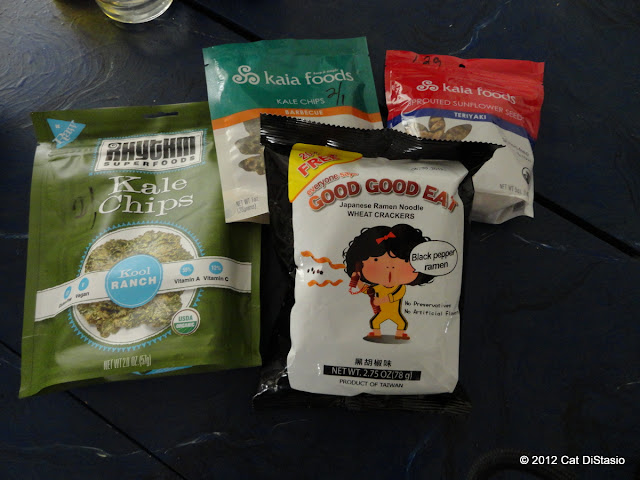 Raw
RHYTHM
SUPERFOODS
Kale
Chips
Kool
RANCH
Vegan
Vitamin A
Vitamin C
USDA
ORGANIC
NET WT 2.0 OZ (57g)
kaia foods
KALE CHIPS
BARBECUE
kaia foods
SPROUTED SUNFLOWER SEEDS
TERIYAKI
FREE
GOOD GOOD EAT
Japanese Ramen Noodle
WHEAT CRACKERS
Black pepper
ramen
No Preservatives
No Artificial Flavor
黑胡椒味
NET WT. 2.75 OZ(78 g)
PRODUCT OF TAIWAN
© 2012 Cat DiStasio